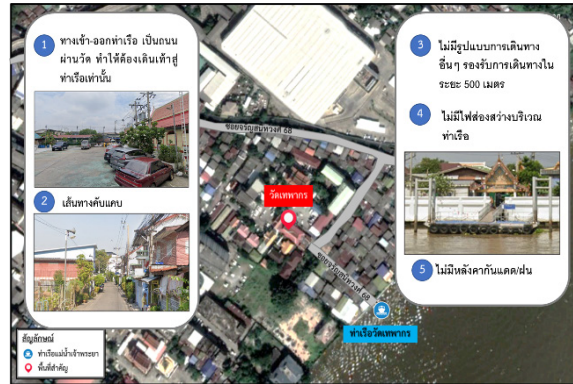 1 ทางเข้า-ออกท่าเรือ เป็นถนน
ผ่านวัด ทำให้ต้องเดินเท้าสู่
ท่าเรือเท่านั้น
2 เส้นทางคับแคบ
3 ไม่มีรูปแบบการเดินทาง
อื่นๆ รองรับการเดินทางใน
ระยะ 500 เมตร
4 ไม่มีไฟส่องสว่างบริเวณ
ท่าเรือ
5 ไม่มีหลังคากันแดด/ฝน
ซอยจรัญสนิทวงศ์ 68
วัดเทพากร
ซอยจรัญสนิทวงศ์ 68
ท่าเรือวัดเทพากร
สัญลักษณ์
ท่าเรือแม่น้ำเจ้าพระยา
พื้นที่สำคัญ